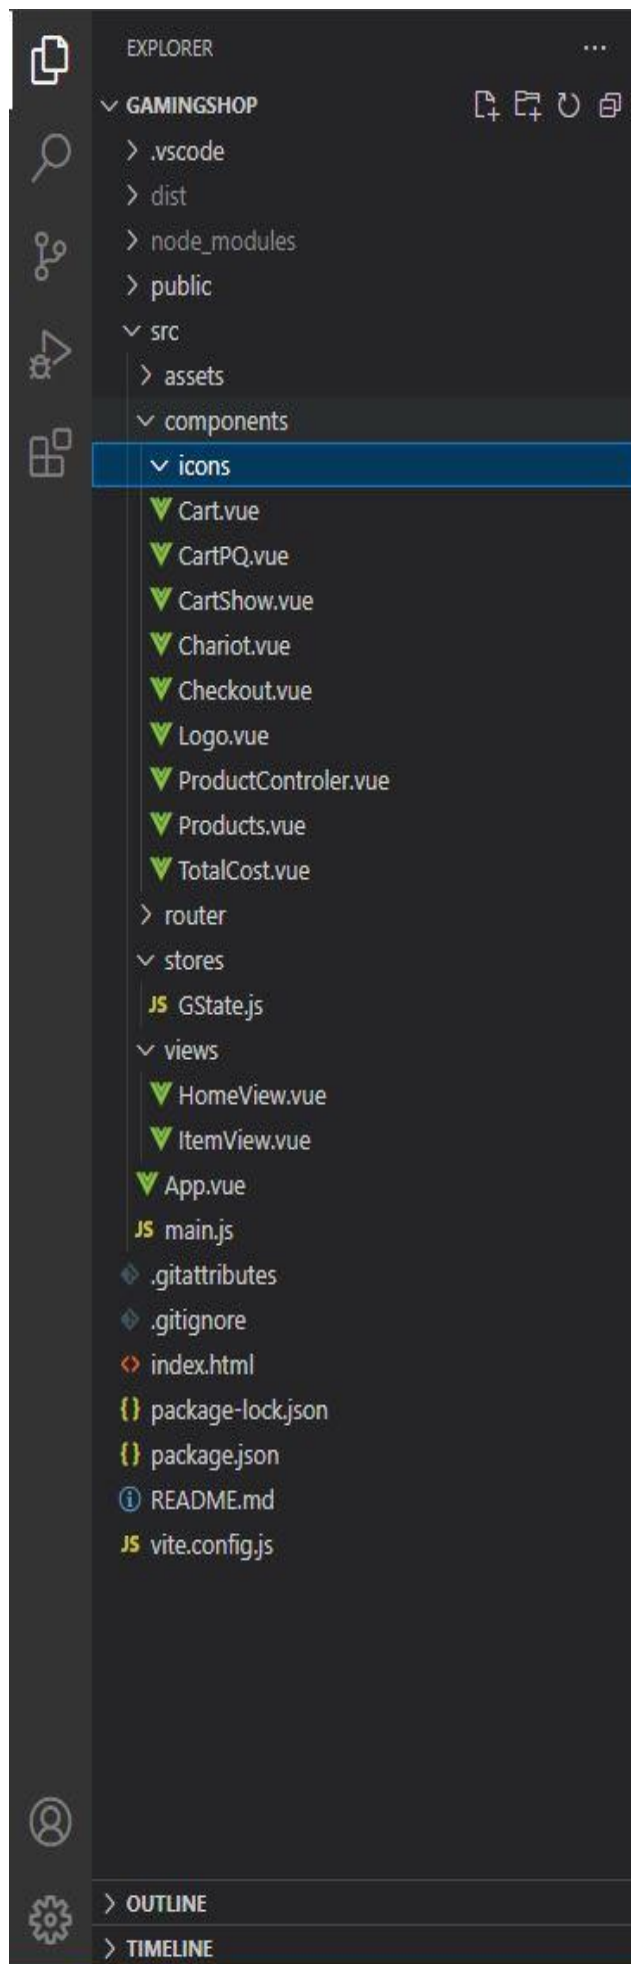 EXPLORER
GAMINGSHOP
.vscode
dist
node_modules
public
src
assets
components
icons
Cart.vue
CartPQ.vue
CartShow.vue
Chariot.vue
Checkout.vue
Logo.vue
ProductControler.vue
Products.vue
TotalCost.vue
router
stores
JS GState.js
views
HomeView.vue
ItemView.vue
App.vue
JS main.js
.gitattributes
.gitignore
<> index.html
{} package-lock.json
{} package.json
README.md
JS vite.config.js
OUTLINE
TIMELINE